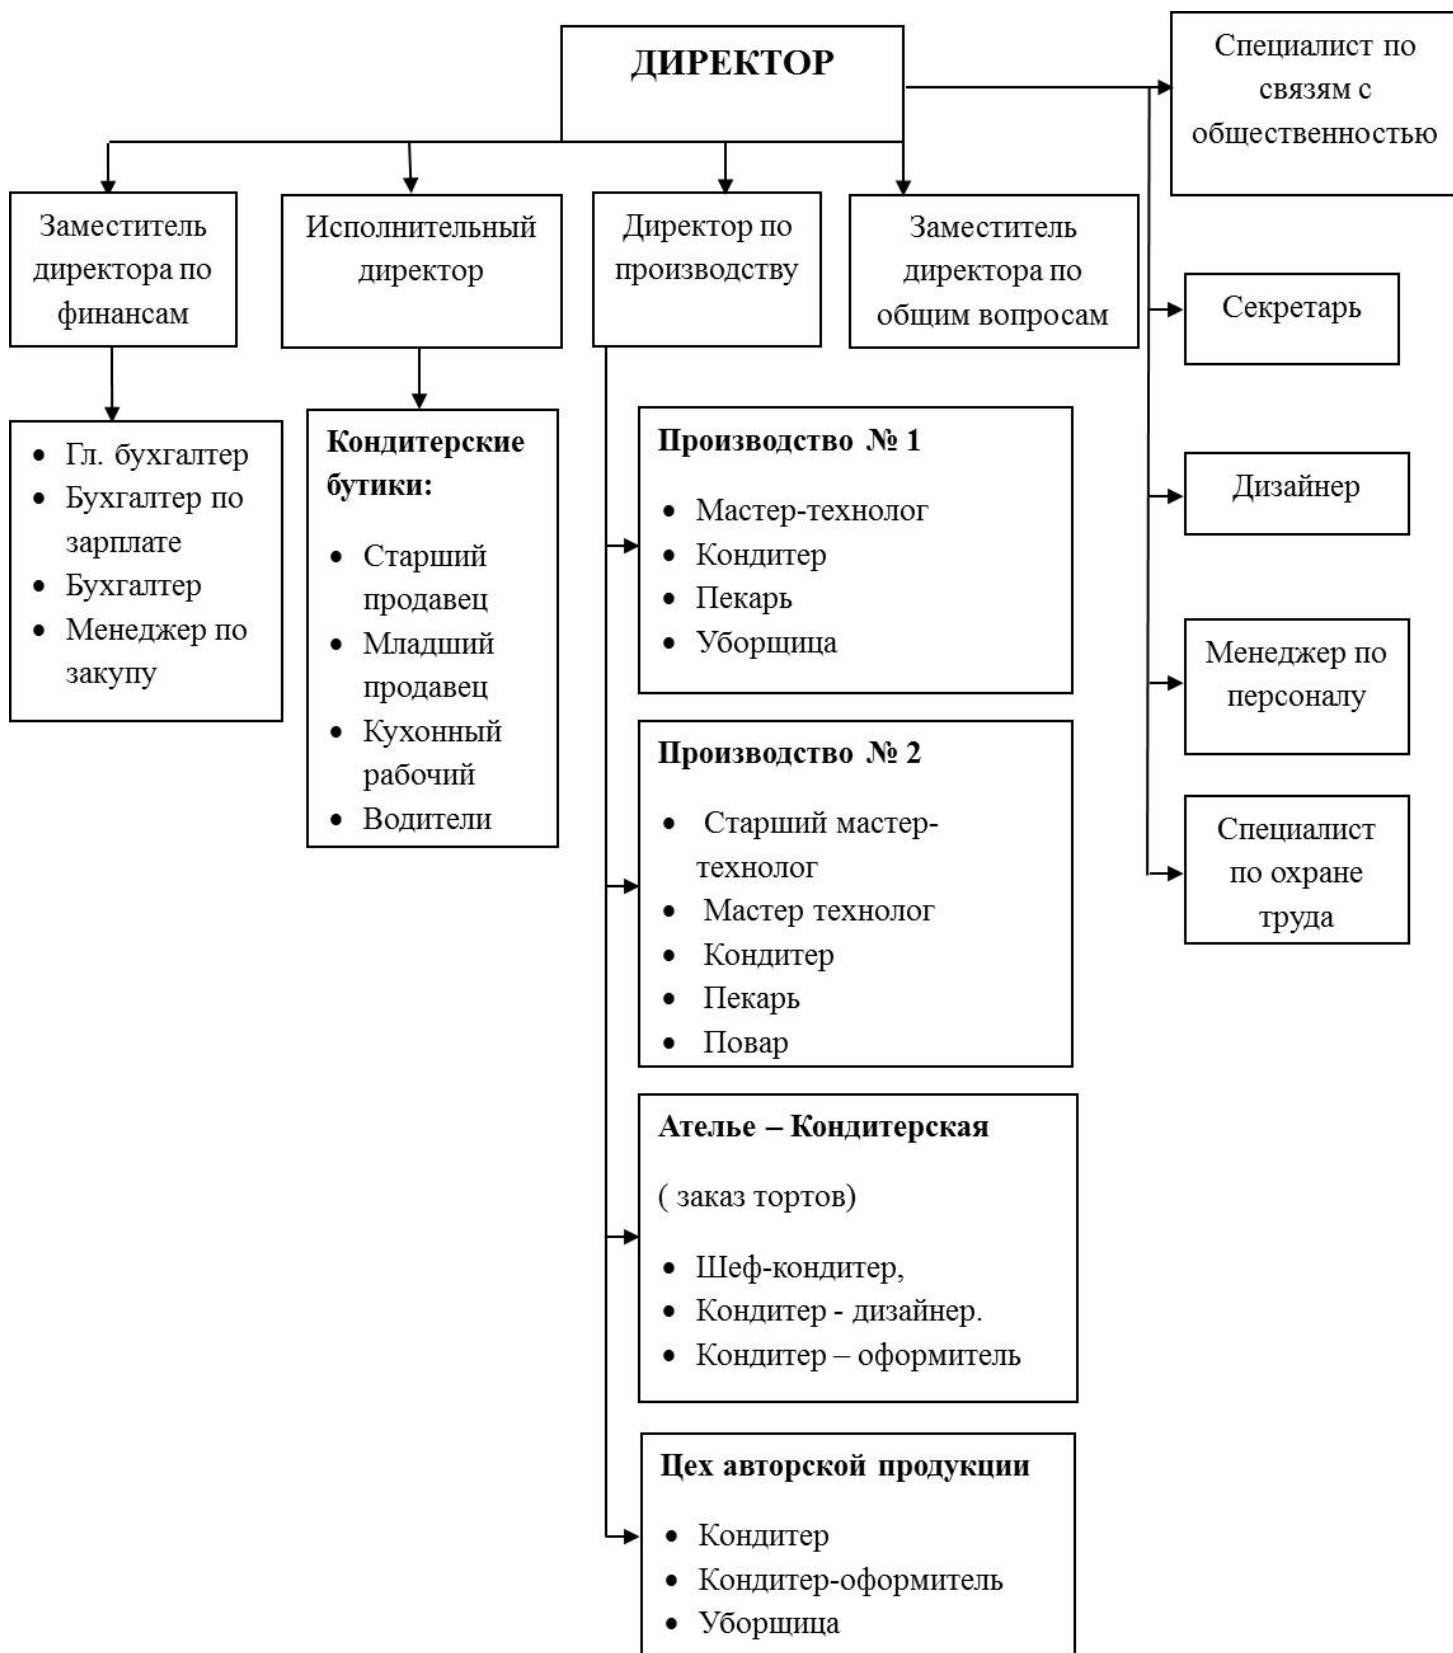 ДИРЕКТОР
Специалист по
связям с
общественностью
Заместитель
директора по
финансам
Исполнительный
директор
Директор по
производству
Заместитель
директора по
общим вопросам
Секретарь
Дизайнер
Менеджер по
персоналу
Специалист
по охране
труда
• Гл. бухгалтер
• Бухгалтер по
зарплате
• Бухгалтер
• Менеджер по
закупу
Кондитерские
бутики:
• Старший
продавец
• Младший
продавец
• Кухонный
рабочий
• Водители
Производство № 1
• Мастер-технолог
• Кондитер
• Пекарь
• Уборщица
Производство № 2
• Старший мастер-
технолог
• Мастер технолог
• Кондитер
• Пекарь
• Повар
Ателье – Кондитерская
( заказ тортов)
• Шеф-кондитер,
• Кондитер - дизайнер.
• Кондитер – оформитель
Цех авторской продукции
• Кондитер
• Кондитер-оформитель
• Уборщица